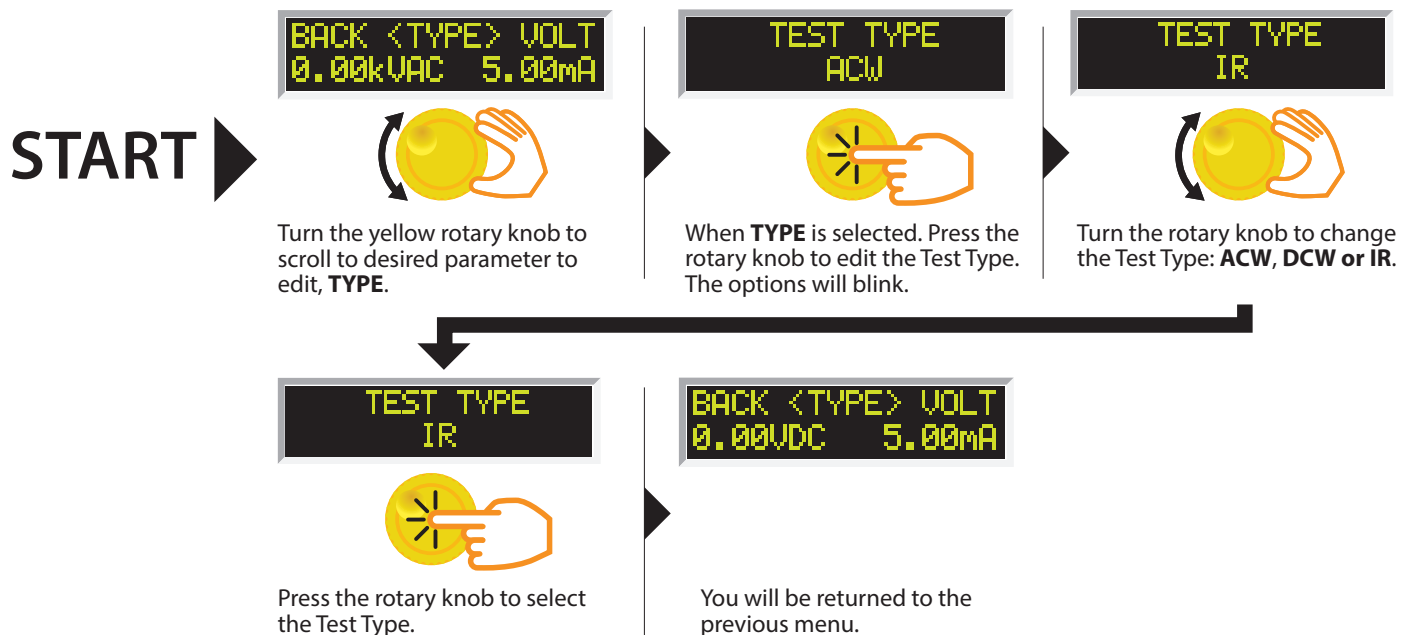 START
BACK <TYPE> VOLT
0.00kVAC 5.00mA
Turn the yellow rotary knob to
scroll to desired parameter to
edit, TYPE.
TEST TYPE
ACW
When TYPE is selected. Press the
rotary knob to edit the Test Type.
The options will blink.
TEST TYPE
IR
Turn the rotary knob to change
the Test Type: ACW, DCW or IR.
TEST TYPE
IR
Press the rotary knob to select
the Test Type.
BACK <TYPE> VOLT
0.00VDC 5.00mA
You will be returned to the
previous menu.